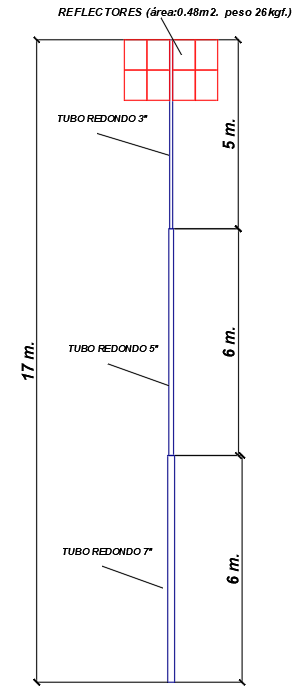 REFLECTORES (área:0.48m2. peso 26kgf.)
TUBO REDONDO 3"
5 m.
TUBO REDONDO 5"
6 m.
17 m.
TUBO REDONDO 7"
6 m.